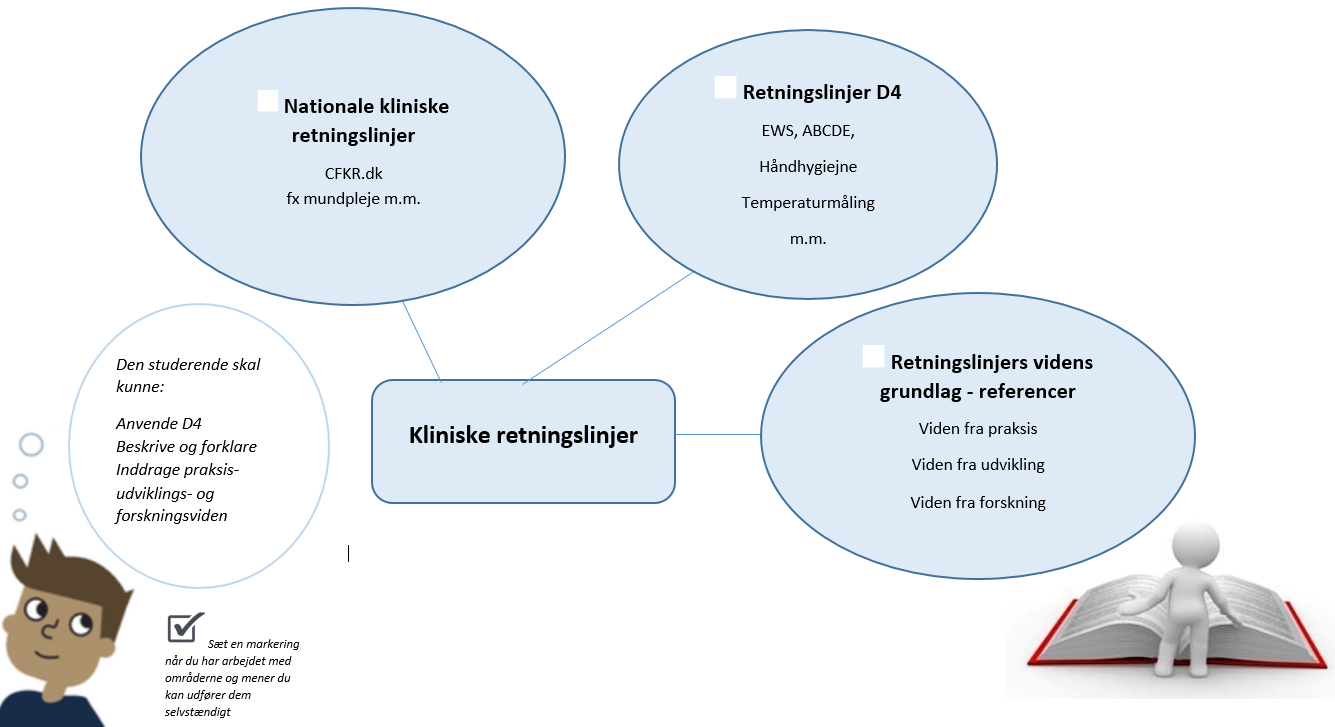 Nationale kliniske
retningslinjer
CFKR.dk
fx mundpleje m.m.
Retningslinjer D4
EWS, ABCDE,
Håndhygiejne
Temperaturmåling
m.m.
Den studerende skal
kunne:
Anvende D4
Beskrive og forklare
Inddrage praksis-
udviklings- og
forskningsviden
Kliniske retningslinjer
Retningslinjers videns
grundlag - referencer
Viden fra praksis
Viden fra udvikling
Viden fra forskning
Sæt en markering
når du har arbejdet med
områderne og mener du
kan udfører dem
selvstændigt